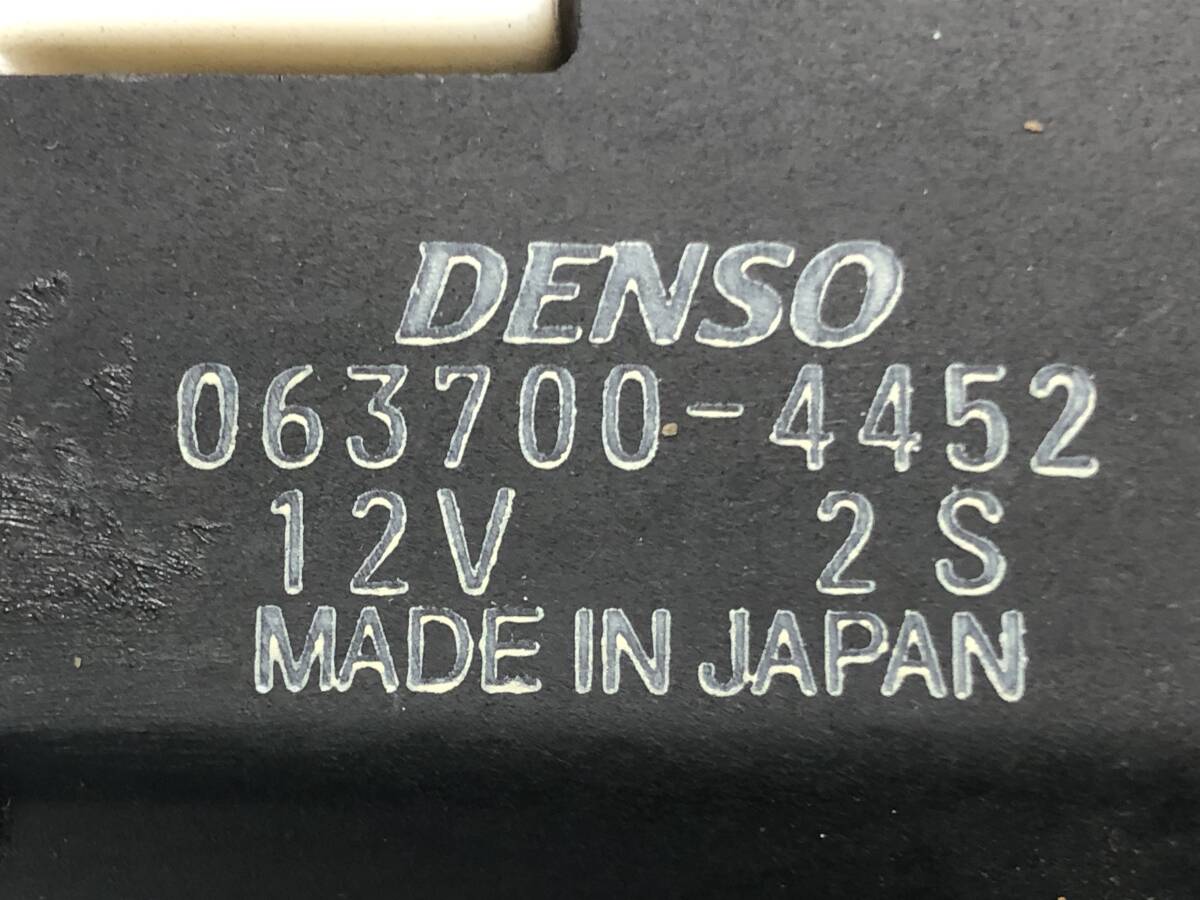 DENSO
063700-4452
12V 2S
MADE IN JAPAN